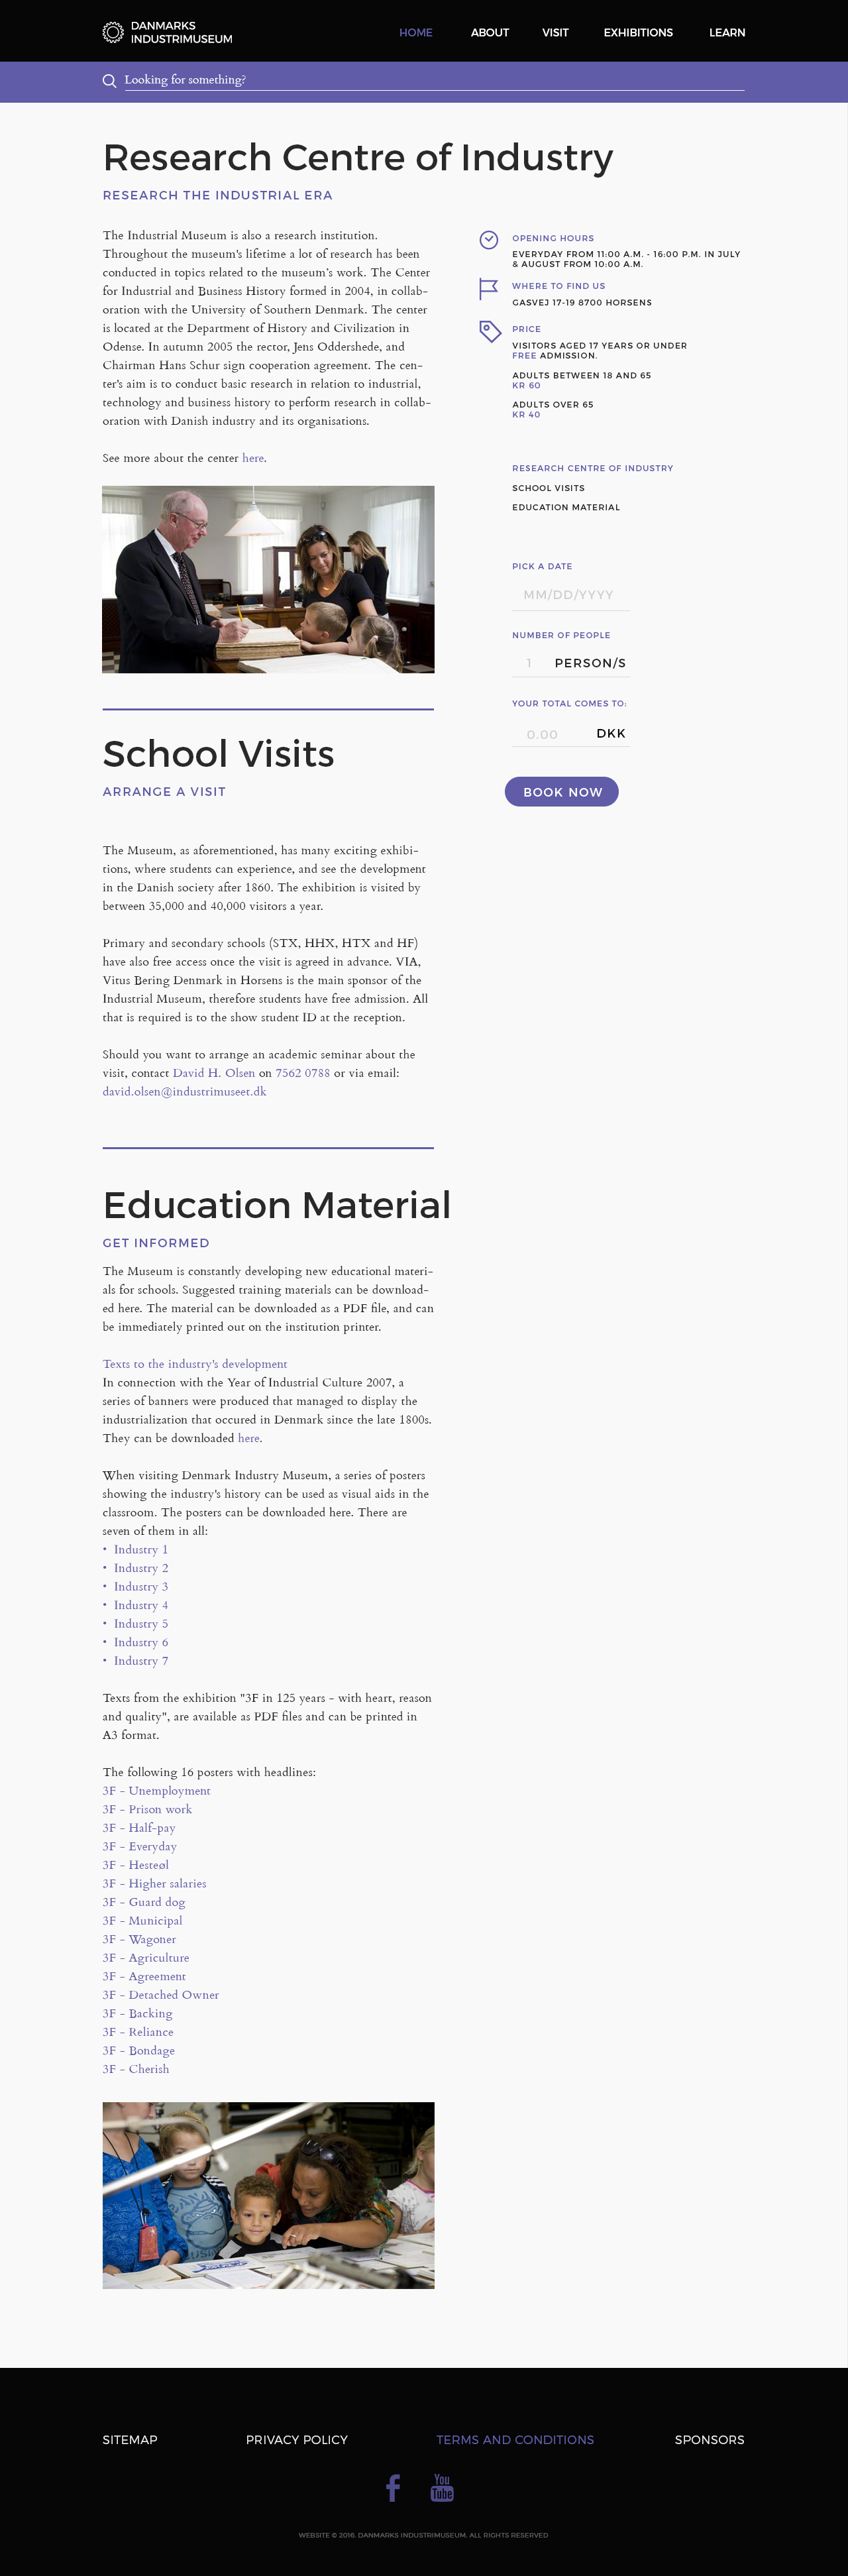 DANMARKS
INDUSTRIMUSEUM
HOME ABOUT VISIT EXHIBITIONS LEARN
Looking for something?
Research Centre of Industry
RESEARCH THE INDUSTRIAL ERA
The Industrial Museum is also a research institution.
Throughout the museum's lifetime a lot of research has been
conducted in topics related to the museum's work. The Center
for Industrial and Business History formed in 2004, in collab-
oration with the University of Southern Denmark. The center
is located at the Department of History and Civilization in
Odense. In autumn 2005 the rector, Jens Oddershede, and
Chairman Hans Schur sign cooperation agreement. The cen-
ter's aim is to conduct basic research in relation to industrial,
technology and business history to perform research in collab-
oration with Danish industry and its organisations.
See more about the center here.
OPENING HOURS
EVERYDAY FROM 11:00 A.M. - 16:00 P.M. IN JULY
& AUGUST FROM 10:00 A.M.
WHERE TO FIND US
GASVEJ 17-19 8700 HORSENS
PRICE
VISITORS AGED 17 YEARS OR UNDER
FREE ADMISSION.
ADULTS BETWEEN 18 AND 65
KR 60
ADULTS OVER 65
KR 40
RESEARCH CENTRE OF INDUSTRY
SCHOOL VISITS
EDUCATION MATERIAL
PICK A DATE
MM/DD/YYYY
NUMBER OF PEOPLE
1 PERSON/S
YOUR TOTAL COMES TO:
0.00 DKK
BOOK NOW
School Visits
ARRANGE A VISIT
The Museum, as aforementioned, has many exciting exhibi-
tions, where students can experience, and see the development
in the Danish society after 1860. The exhibition is visited by
between 35,000 and 40,000 visitors a year.
Primary and secondary schools (STX, HHX, HTX and HF)
have also free access once the visit is agreed in advance. VIA,
Vitus Bering Denmark in Horsens is the main sponsor of the
Industrial Museum, therefore students have free admission. All
that is required is to the show student ID at the reception.
Should you want to arrange an academic seminar about the
visit, contact David H. Olsen on 7562 0788 or via email:
david.olsen@industrimuseet.dk
Education Material
GET INFORMED
The Museum is constantly developing new educational materi-
als for schools. Suggested training materials can be download-
ed here. The material can be downloaded as a PDF file, and can
be immediately printed out on the institution printer.
Texts to the industry's development
In connection with the Year of Industrial Culture 2007, a
series of banners were produced that managed to display the
industrialization that occured in Denmark since the late 1800s.
They can be downloaded here.
When visiting Denmark Industry Museum, a series of posters
showing the industry's history can be used as visual aids in the
classroom. The posters can be downloaded here. There are
seven of them in all:
• Industry 1
• Industry 2
• Industry 3
• Industry 4
• Industry 5
• Industry 6
• Industry 7
Texts from the exhibition "3F in 125 years - with heart, reason
and quality", are available as PDF files and can be printed in
A3 format.
The following 16 posters with headlines:
3F - Unemployment
3F - Prison work
3F - Half-pay
3F - Everyday
3F - Hesteøl
3F - Higher salaries
3F - Guard dog
3F - Municipal
3F - Wagoner
3F - Agriculture
3F - Agreement
3F - Detached Owner
3F - Backing
3F - Reliance
3F - Bondage
3F - Cherish
SITEMAP PRIVACY POLICY TERMS AND CONDITIONS SPONSORS
You
Tube
WEBSITE © 2016. DANMARKS INDUSTRIMUSEUM. ALL RIGHTS RESERVED